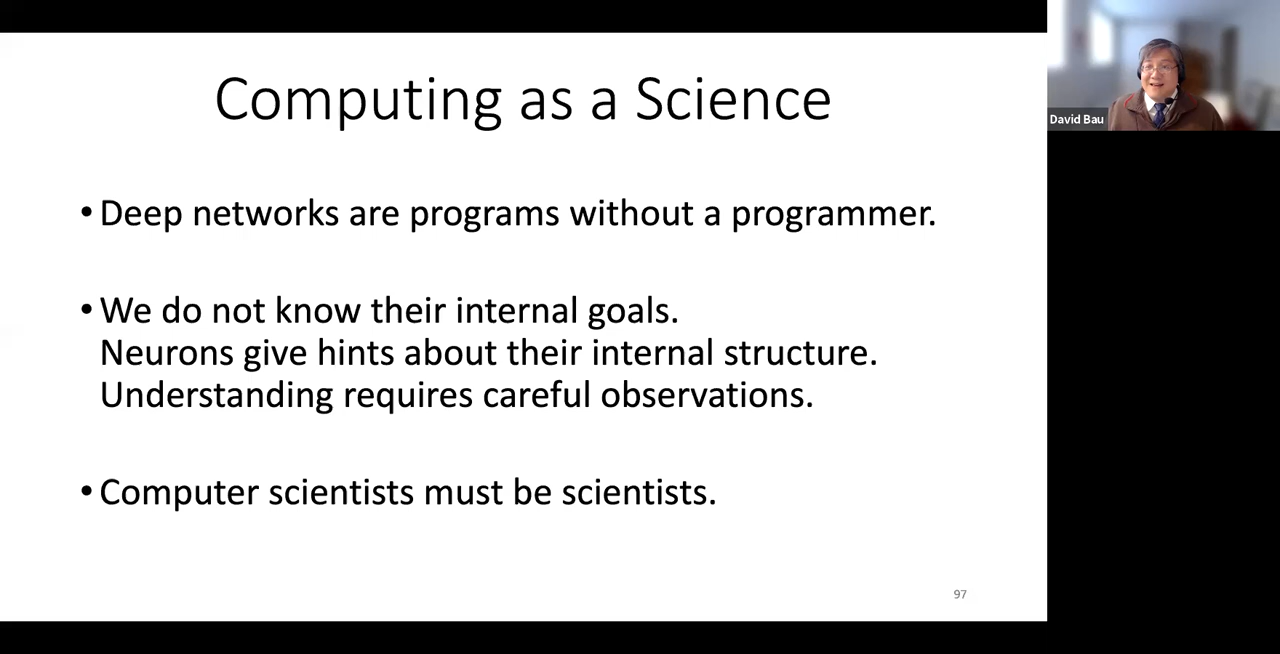 Computing as a Science
David Bau
• Deep networks are programs without a programmer.
• We do not know their internal goals.
Neurons give hints about their internal structure.
Understanding requires careful observations.
• Computer scientists must be scientists.
97